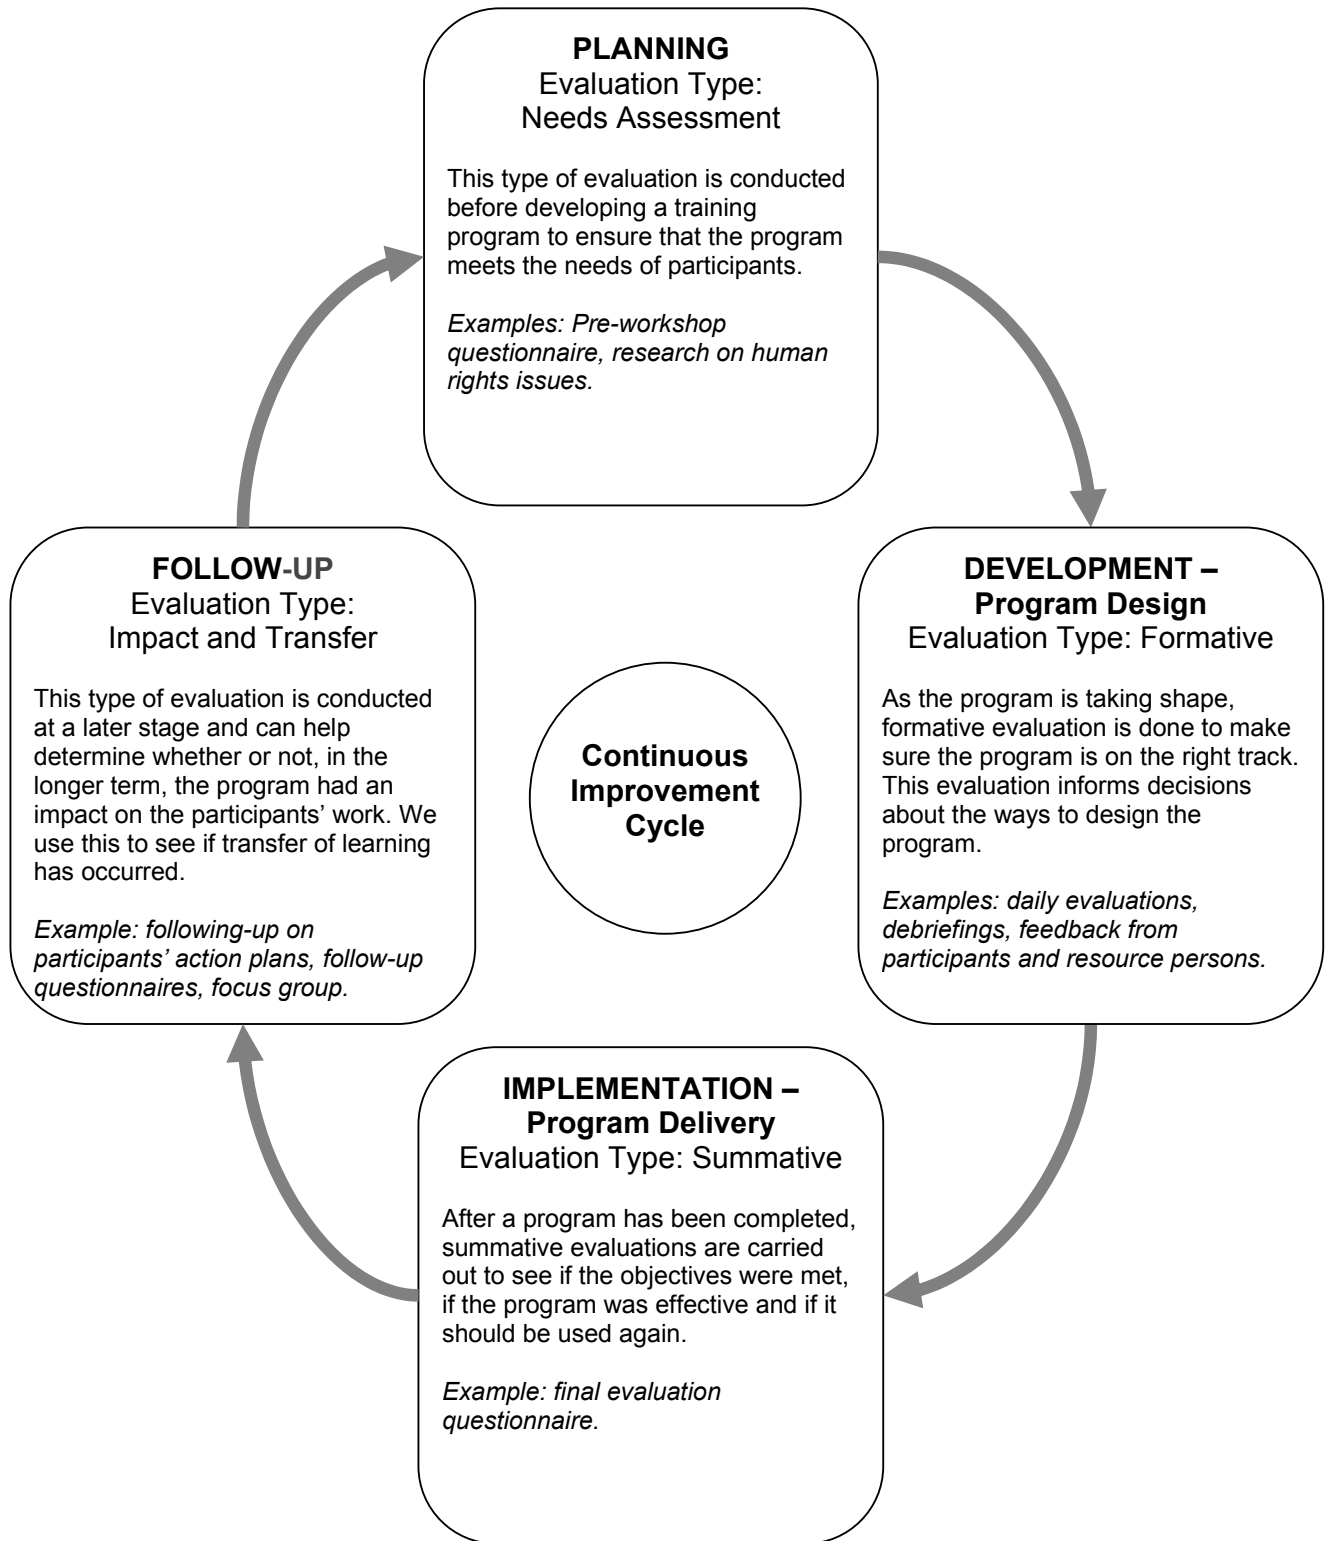 PLANNING
Evaluation Type:
Needs Assessment
This type of evaluation is conducted
before developing a training
program to ensure that the program
meets the needs of participants.
Examples: Pre-workshop
questionnaire, research on human
rights issues.
FOLLOW-UP
Evaluation Type:
Impact and Transfer
This type of evaluation is conducted
at a later stage and can help
determine whether or not, in the
longer term, the program had an
impact on the participants’ work. We
use this to see if transfer of learning
has occurred.
Example: following-up on
participants’ action plans, follow-up
questionnaires, focus group.
Continuous
Improvement
Cycle
DEVELOPMENT –
Program Design
Evaluation Type: Formative
As the program is taking shape,
formative evaluation is done to make
sure the program is on the right track.
This evaluation informs decisions
about the ways to design the
program.
Examples: daily evaluations,
debriefings, feedback from
participants and resource persons.
IMPLEMENTATION –
Program Delivery
Evaluation Type: Summative
After a program has been completed,
summative evaluations are carried
out to see if the objectives were met,
if the program was effective and if it
should be used again.
Example: final evaluation
questionnaire.